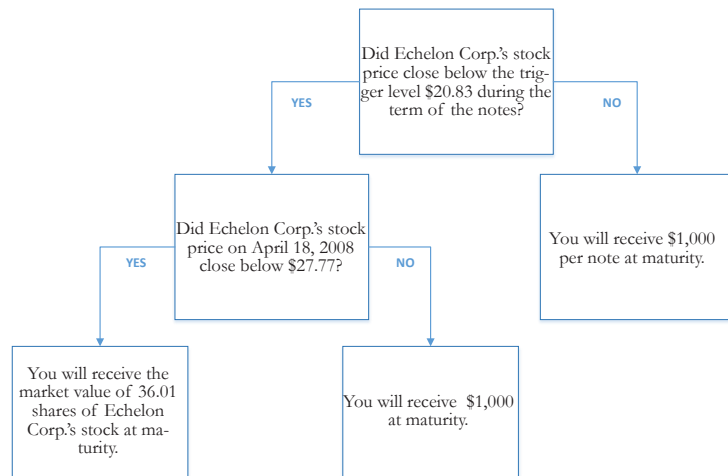 Did Echelon Corp.'s stock
price close below the trig-
ger level $20.83 during the
term of the notes?
YES
NO
Did Echelon Corp.'s stock
price on April 18, 2008
close below $27.77?
You will receive $1,000
per note at maturity.
YES
NO
You will receive the
market value of 36.01
shares of Echelon
Corp.'s stock at ma-
turity.
You will receive $1,000
at maturity.